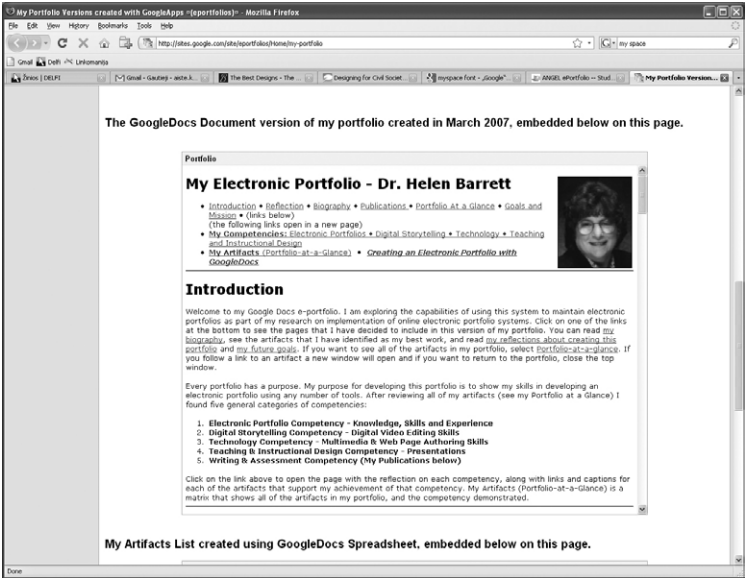 My Portfolio Versions created with GoogleApps =(eportfolios)= - Mozilla Firefox
File Edit View History Bookmarks Tools Help
http://sites.google.com/site/eportfolios/Home/my-portfolio
my space
Gmail Delfi Linkomanija
Žinios | DELFI
Gmail - Gautieji - aiste.k...
The Best Designs - The ...
Designing for Civil Societ...
myspace font - „Google"...
ANGEL ePortfolio -- Stud...
My Portfolio Version...
The GoogleDocs Document version of my portfolio created in March 2007, embedded below on this page.
Portfolio
My Electronic Portfolio - Dr. Helen Barrett
• Introduction • Reflection • Biography • Publications • Portfolio At a Glance • Goals and
Mission • (links below)
(the following links open in a new page)
• My Competencies: Electronic Portfolios • Digital Storytelling • Technology • Teaching
and Instructional Design
• My Artifacts (Portfolio-at-a-Glance) • Creating an Electronic Portfolio with
GoogleDocs
Introduction
Welcome to my Google Docs e-portfolio. I am exploring the capabilities of using this system to maintain electronic
portfolios as part of my research on implementation of online electronic portfolio systems. Click on one of the links
at the bottom to see the pages that I have decided to include in this version of my portfolio. You can read my
biography, see the artifacts that I have identified as my best work, and read my reflections about creating this
portfolio and my future goals. If you want to see all of the artifacts in my portfolio, select Portfolio-at-a-glance. If
you follow a link to an artifact a new window will open and if you want to return to the portfolio, close the top
window.
Every portfolio has a purpose. My purpose for developing this portfolio is to show my skills in developing an
electronic portfolio using any number of tools. After reviewing all of my artifacts (see my Portfolio at a Glance) I
found five general categories of competencies:
1. Electronic Portfolio Competency - Knowledge, Skills and Experience
2. Digital Storytelling Competency - Digital Video Editing Skills
3. Technology Competency - Multimedia & Web Page Authoring Skills
4. Teaching & Instructional Design Competency - Presentations
5. Writing & Assessment Competency (My Publications below)
Click on the link above to open the page with the reflection on each competency, along with links and captions for
each of the artifacts that support my achievement of that competency. My Artifacts (Portfolio-at-a-Glance) is a
matrix that shows all of the artifacts in my portfolio, and the competency demonstrated.
My Artifacts List created using GoogleDocs Spreadsheet, embedded below on this page.
Done